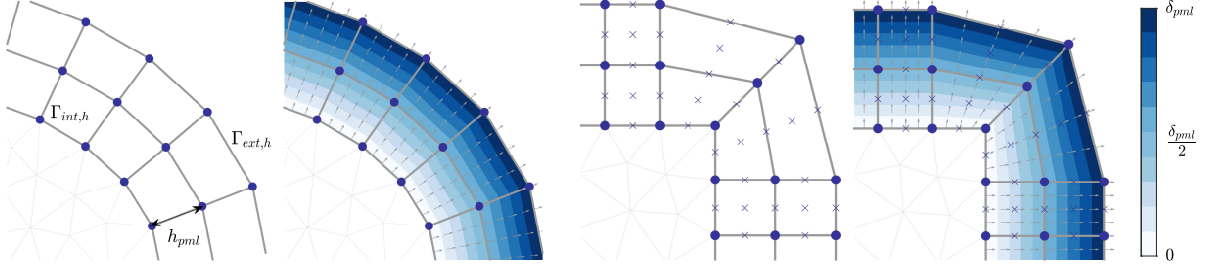 Γ_{int,h}
Γ_{ext,h}
h_{pml}
δ_{pml}
δ_{pml}
2
0